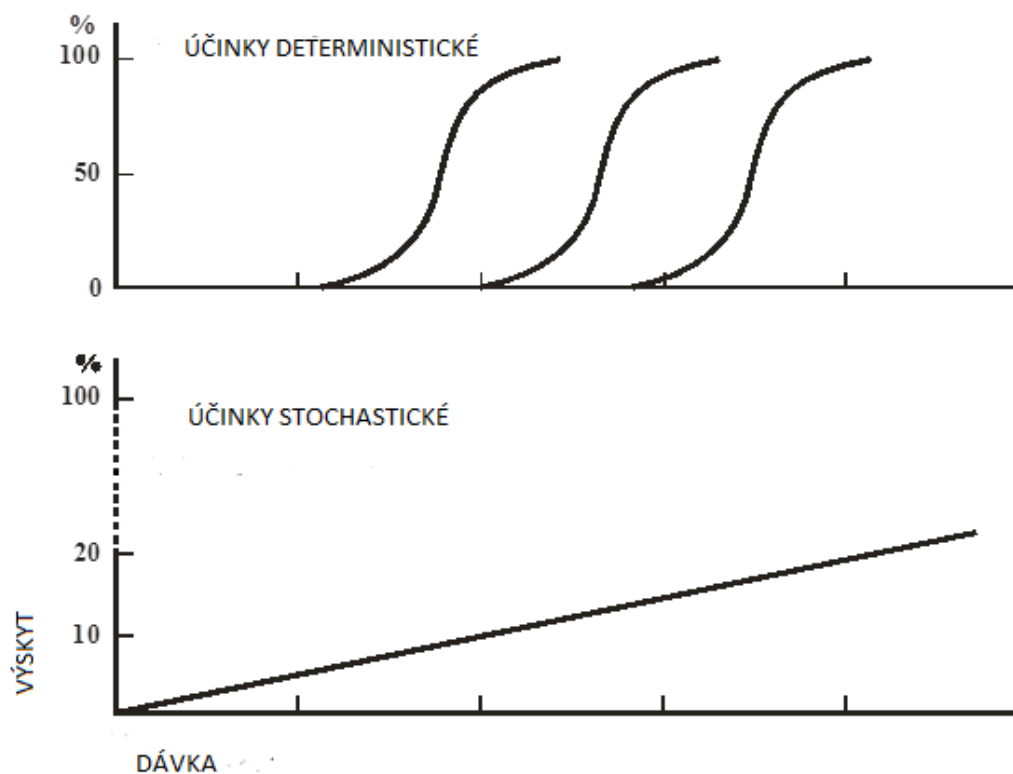 %
100
ÚČINKY DETERMINISTICKÉ
50
0
%
100
ÚČINKY STOCHASTICKÉ
20
10
VÝSKYT
DÁVKA